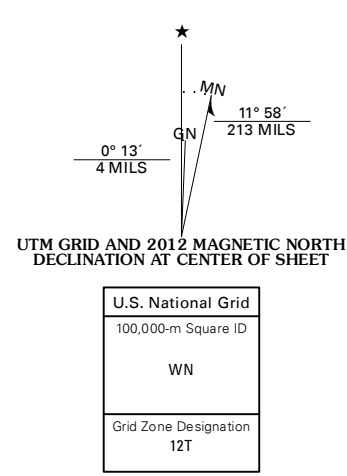 ★
MN
GN
11° 58´
213 MILS
0° 13´
4 MILS
UTM GRID AND 2012 MAGNETIC NORTH
DECLINATION AT CENTER OF SHEET
U.S. National Grid
100,000-m Square ID
WN
Grid Zone Designation
12T